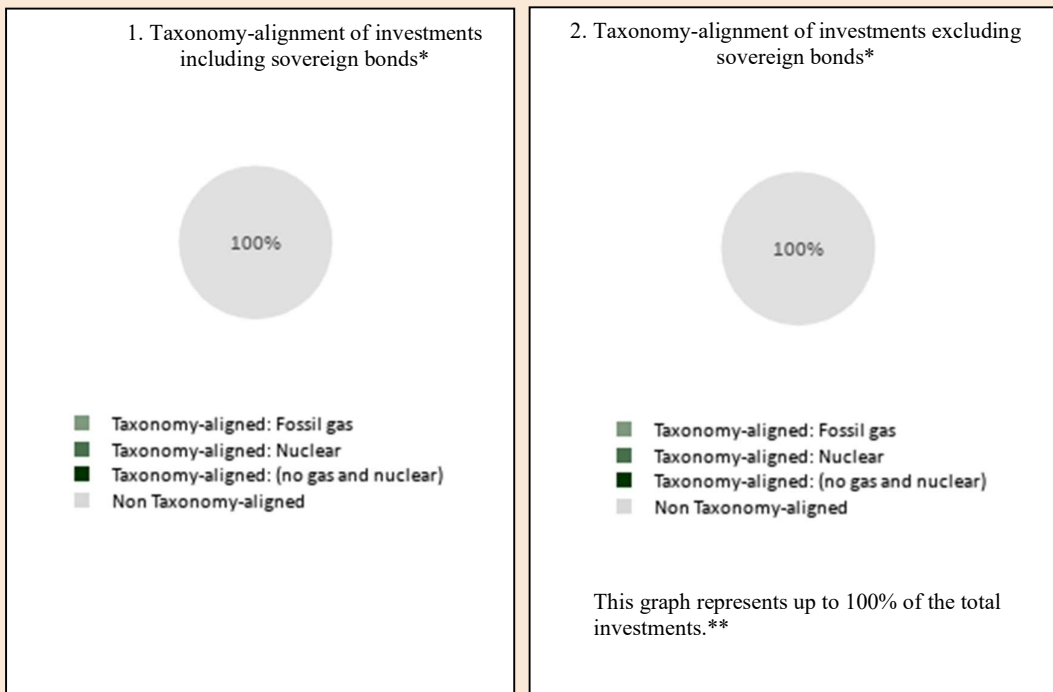 1. Taxonomy-alignment of investments
including sovereign bonds*
100%
Taxonomy-aligned: Fossil gas
Taxonomy-aligned: Nuclear
Taxonomy-aligned: (no gas and nuclear)
Non Taxonomy-aligned
2. Taxonomy-alignment of investments excluding
sovereign bonds*
100%
Taxonomy-aligned: Fossil gas
Taxonomy-aligned: Nuclear
Taxonomy-aligned: (no gas and nuclear)
Non Taxonomy-aligned
This graph represents up to 100% of the total
investments.**